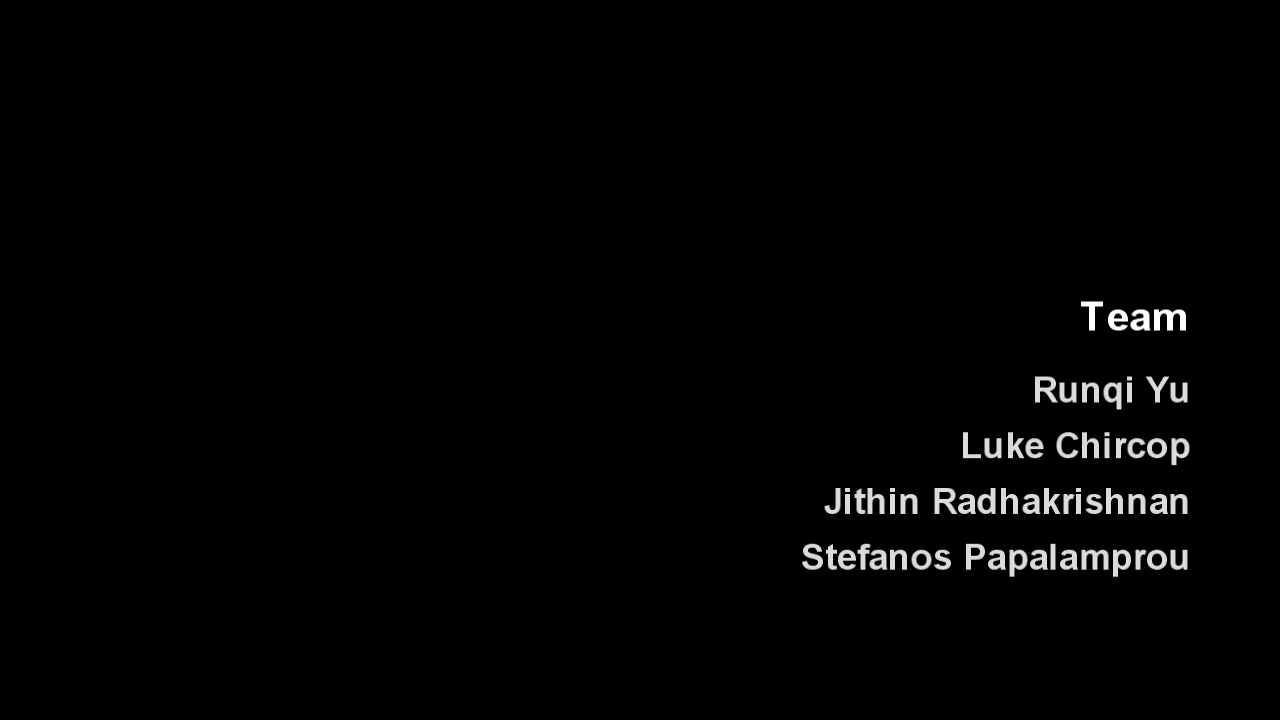 Team
Runqi Yu
Luke Chircop
Jithin Radhakrishnan
Stefanos Papalamprou